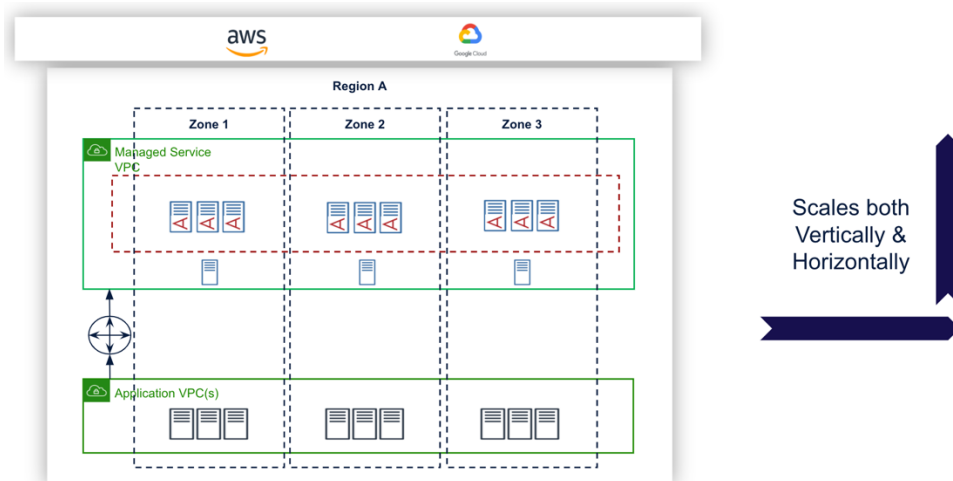 aws
Google Cloud
Region A
Zone 1
Zone 2
Zone 3
Managed Service
VPC
A A A
A A A
A A A
Scales both
Vertically &
Horizontally
Application VPC(s)